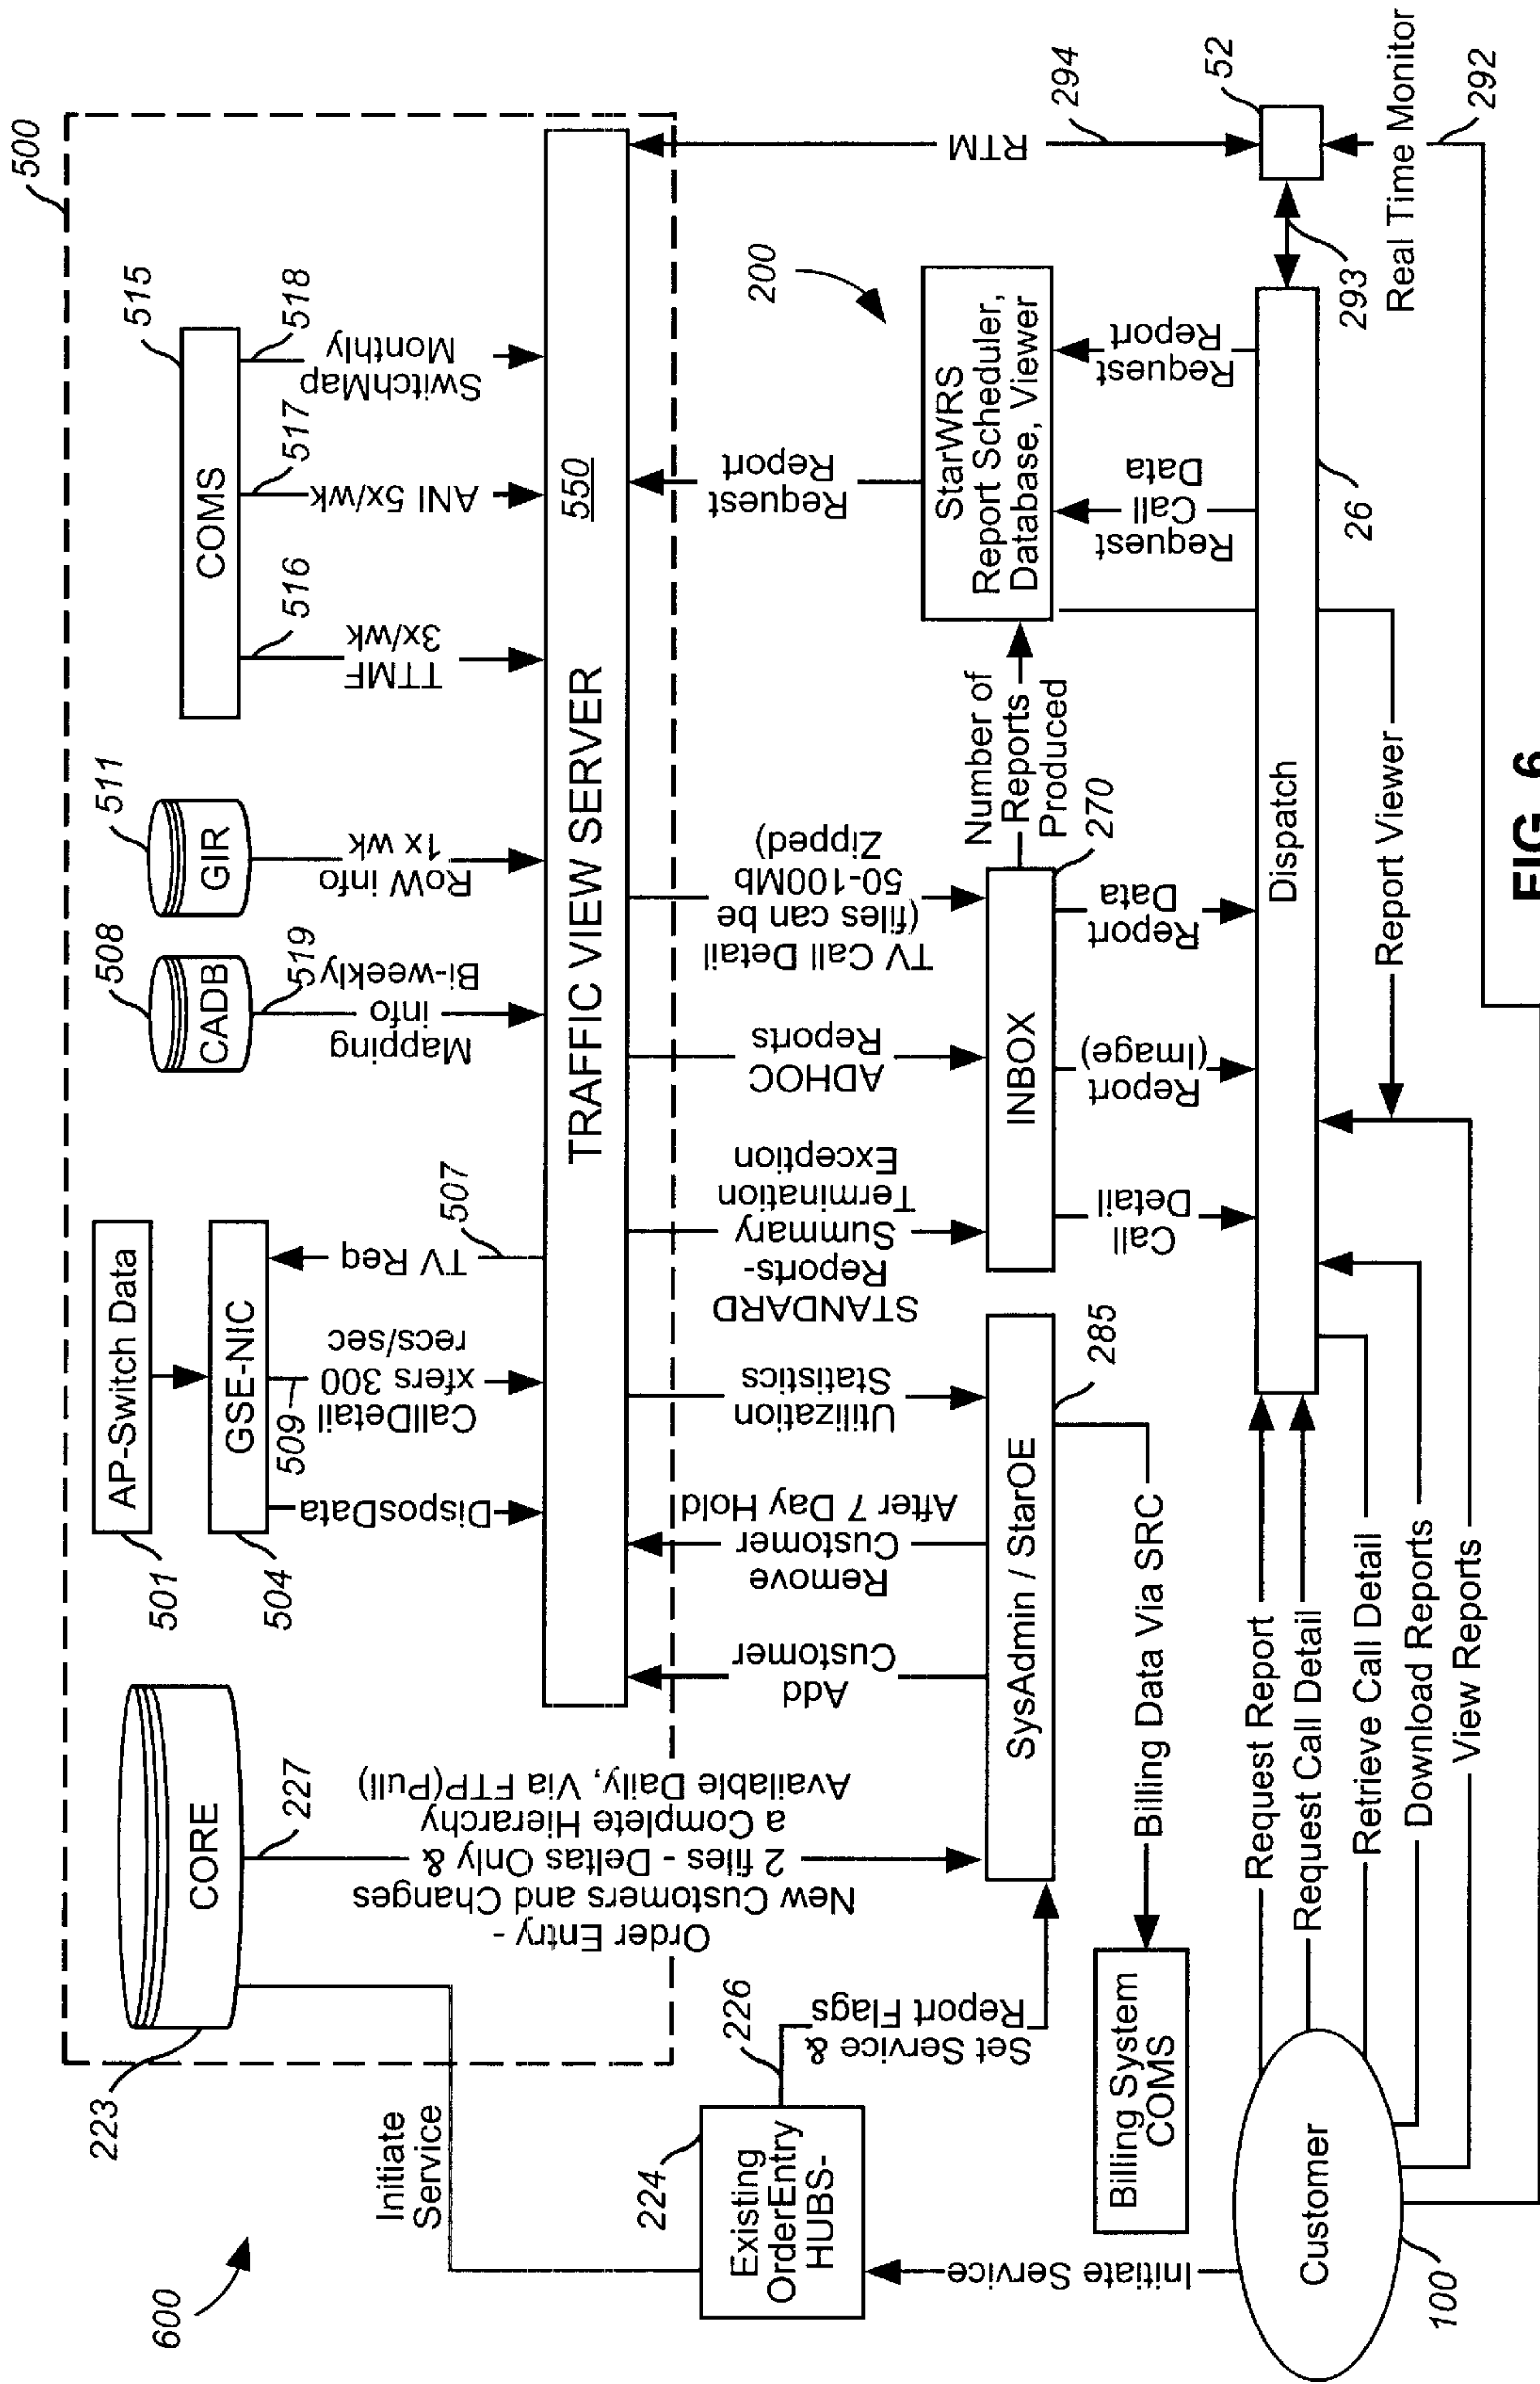 600
500
223
CORE
227
Order Entry -
New Customers and Changes
2 files - Deltas Only &
a Complete Hierarchy
Available Daily, Via FTP(Pull)
Initiate
Service
501
AP-Switch Data
504
GSE-NIC
DisposData
509
CallDetail
xfers 300
recs/sec
TV Req
507
508
CADB
519
Mapping
info
Bi-weekly
511
GIR
RoW info
1x wk
515
COMS
516
TTMF
3x/wk
517
ANI 5x/wk
518
SwitchMap
Monthly
TRAFFIC VIEW SERVER
550
224
Existing
OrderEntry
HUBS-
226
Set Service &
Report Flags
Add
Customer
Remove
Customer
After 7 Day Hold
Utilization
Statistics
STANDARD
Reports-
Summary
Termination
Exception
ADHOC
Reports
TV Call Detail
(files can be
50-100Mb
Zipped)
Request
Report
RTM
294
SysAdmin / StarOE
285
INBOX
270
Number of
Reports
Produced
StarWRS
Report Scheduler,
Database, Viewer
200
Billing System
COMS
Billing Data Via SRC
Call
Detail
Report
(Image)
Report
Data
Request
Call
Data
Request
Report
52
293
Dispatch
26
Initiate Service
Customer
100
Request Report
Request Call Detail
Retrieve Call Detail
Download Reports
View Reports
Report Viewer
Real Time Monitor
292
FIG. 6